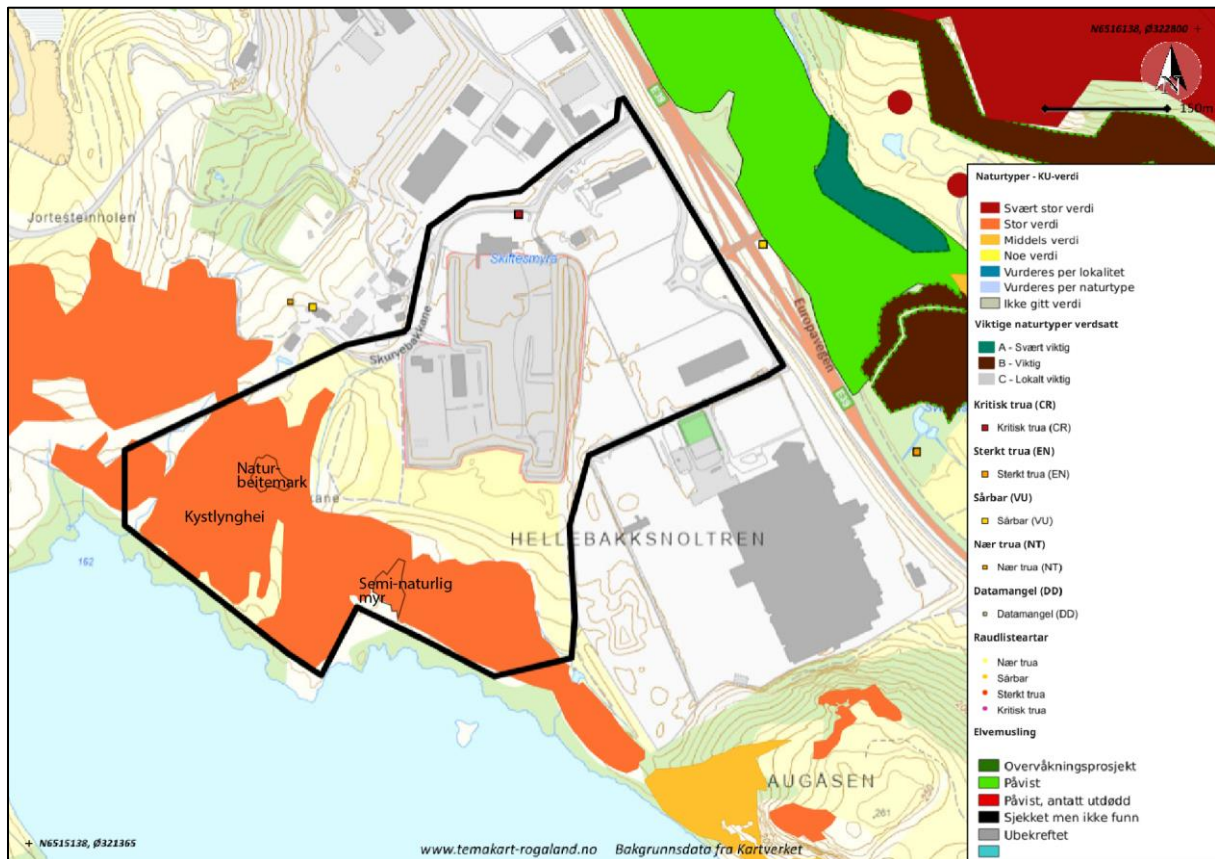 N6516138, Ø322800 +
N
150m
E39
Jortesteinholen
Skiftesmyra
Skurvebakkane
Europavegen
E39
Natur-
beitemark
Kystlynghei
HELLEBAKKSNOLTREN
Semi-naturlig
myr
162
AUGÅSEN
261
+ N6515138, Ø321365
www.temakart-rogaland.no Bakgrunnsdata fra Kartverket
Naturtyper - KU-verdi
Svært stor verdi
Stor verdi
Middels verdi
Noe verdi
Vurderes per lokalitet
Vurderes per naturtype
Ikke gitt verdi
Viktige naturtyper verdsatt
A - Svært viktig
B - Viktig
C - Lokalt viktig
Kritisk trua (CR)
Kritisk trua (CR)
Sterkt trua (EN)
Sterkt trua (EN)
Sårbar (VU)
Sårbar (VU)
Nær trua (NT)
Nær trua (NT)
Datamangel (DD)
Datamangel (DD)
Raudlisteartar
Nær trua
Sårbar
Sterkt trua
Kritisk trua
Elvemusling
Overvåkningsprosjekt
Påvist
Påvist, antatt utdødd
Sjekket men ikke funn
Ubekreftet